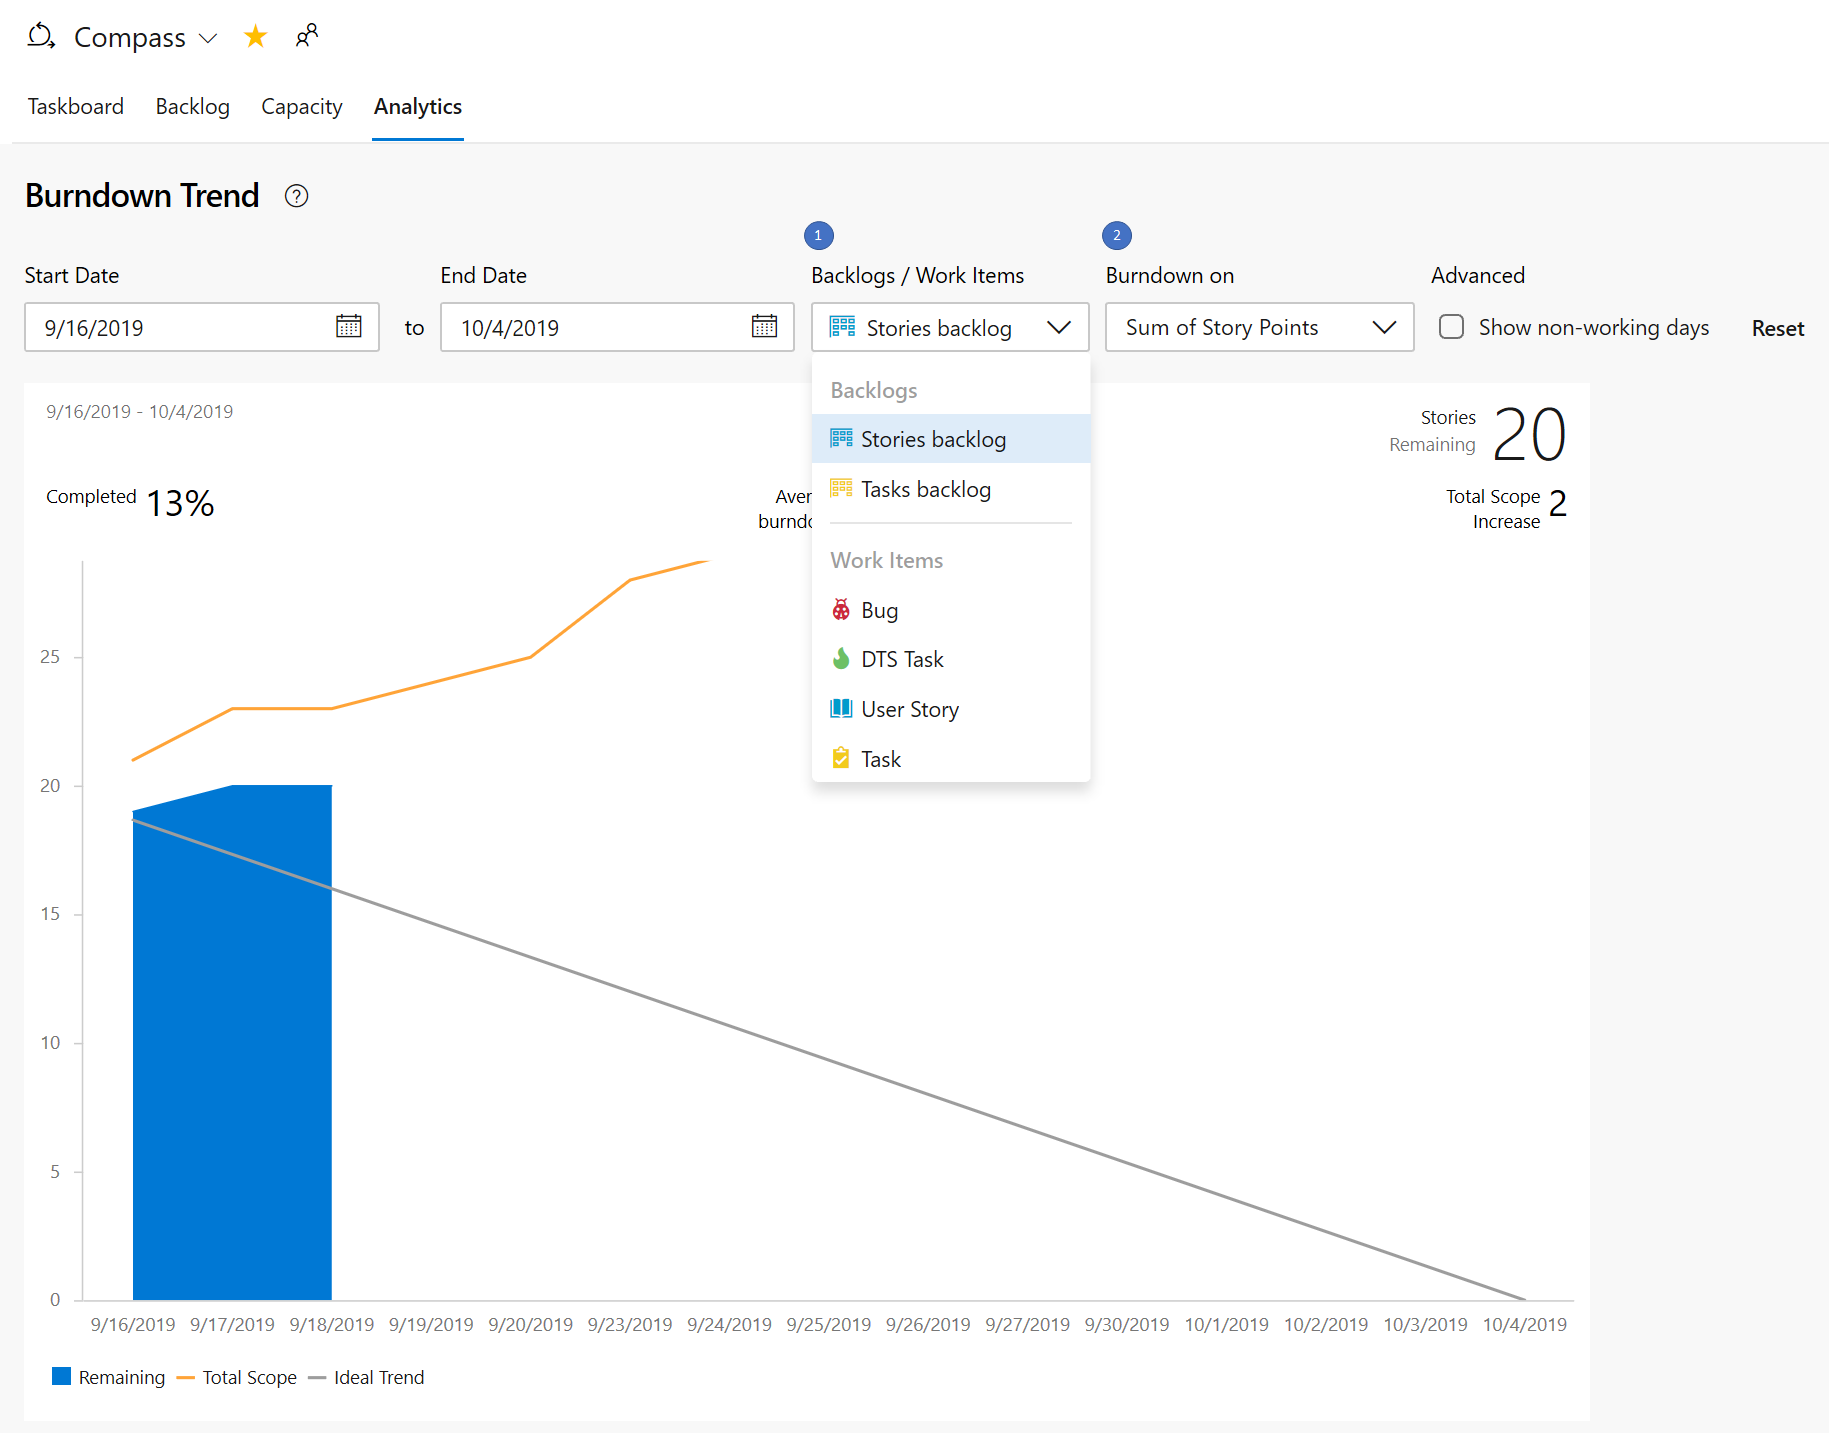 Compass
Taskboard Backlog Capacity Analytics
Burndown Trend ?
1 2
Start Date End Date Backlogs / Work Items Burndown on Advanced
9/16/2019 to 10/4/2019 Stories backlog Sum of Story Points Show non-working days Reset
Backlogs
Stories backlog
Tasks backlog
Work Items
Bug
DTS Task
User Story
Task
9/16/2019 - 10/4/2019
Stories
Remaining 20
Completed 13%
Total Scope
Increase 2
25
20
15
10
5
0
9/16/2019 9/17/2019 9/18/2019 9/19/2019 9/20/2019 9/23/2019 9/24/2019 9/25/2019 9/26/2019 9/27/2019 9/30/2019 10/1/2019 10/2/2019 10/3/2019 10/4/2019
Remaining Total Scope Ideal Trend